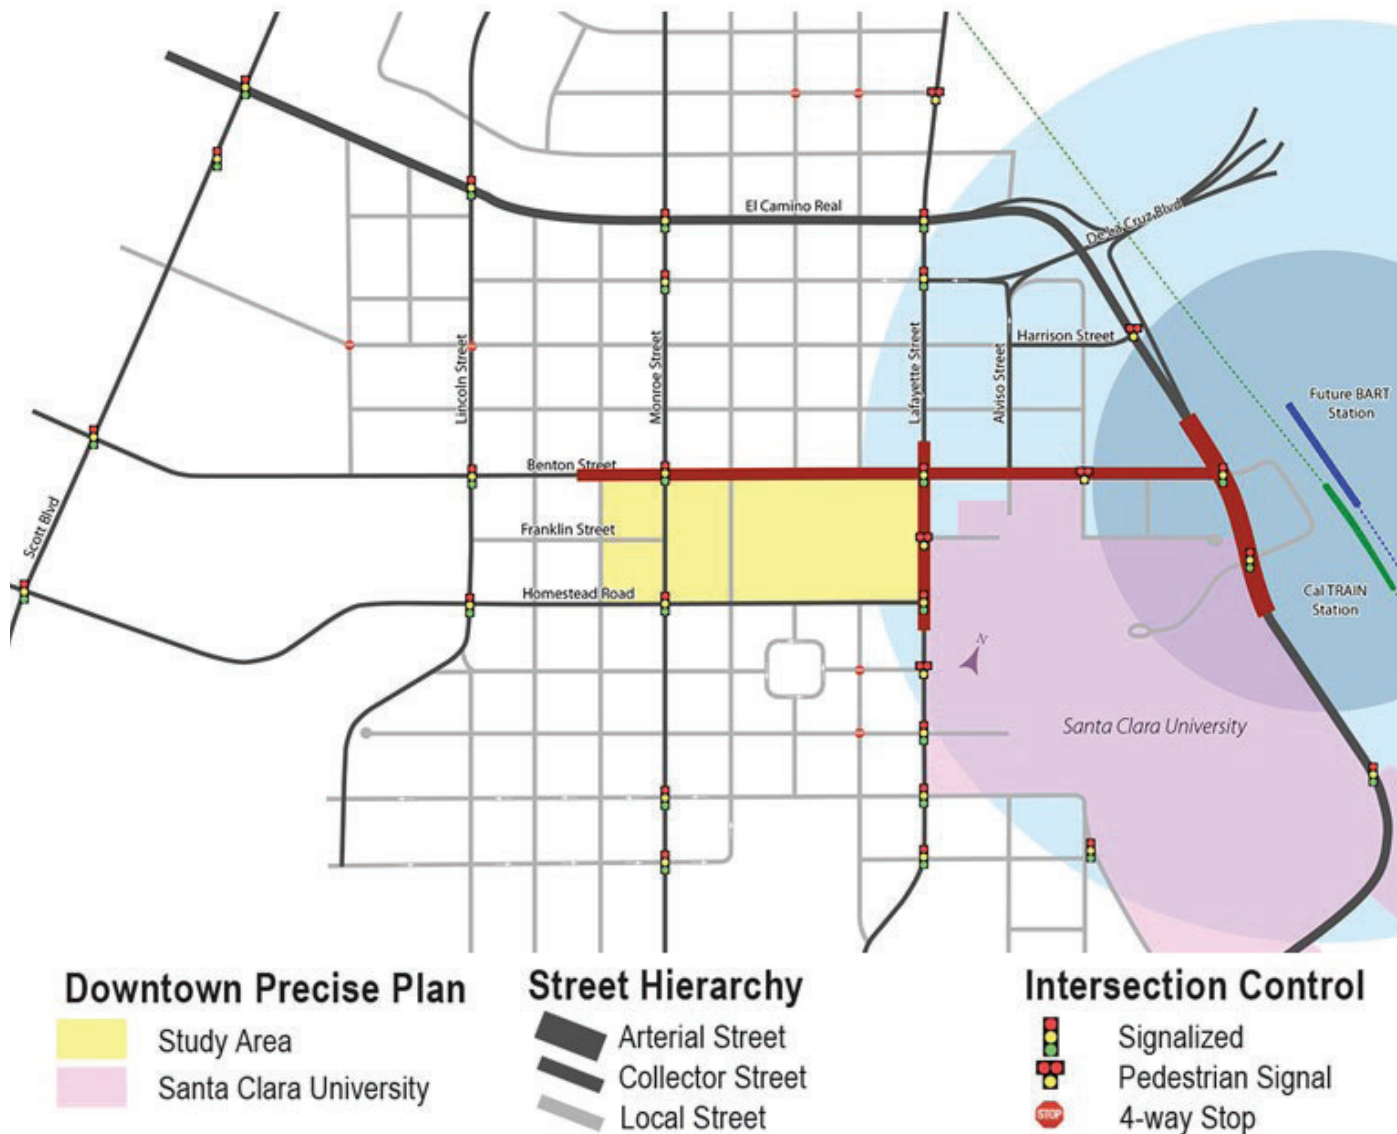 El Camino Real
De La Cruz Blvd
Harrison Street
Lincoln Street
Monroe Street
Lafayette Street
Alviso Street
Future BART
Station
Benton Street
Scott Blvd
Franklin Street
Homestead Road
Cal TRAIN
Station
N
Santa Clara University
Downtown Precise Plan
Study Area
Santa Clara University
Street Hierarchy
Arterial Street
Collector Street
Local Street
Intersection Control
Signalized
Pedestrian Signal
STOP
4-way Stop